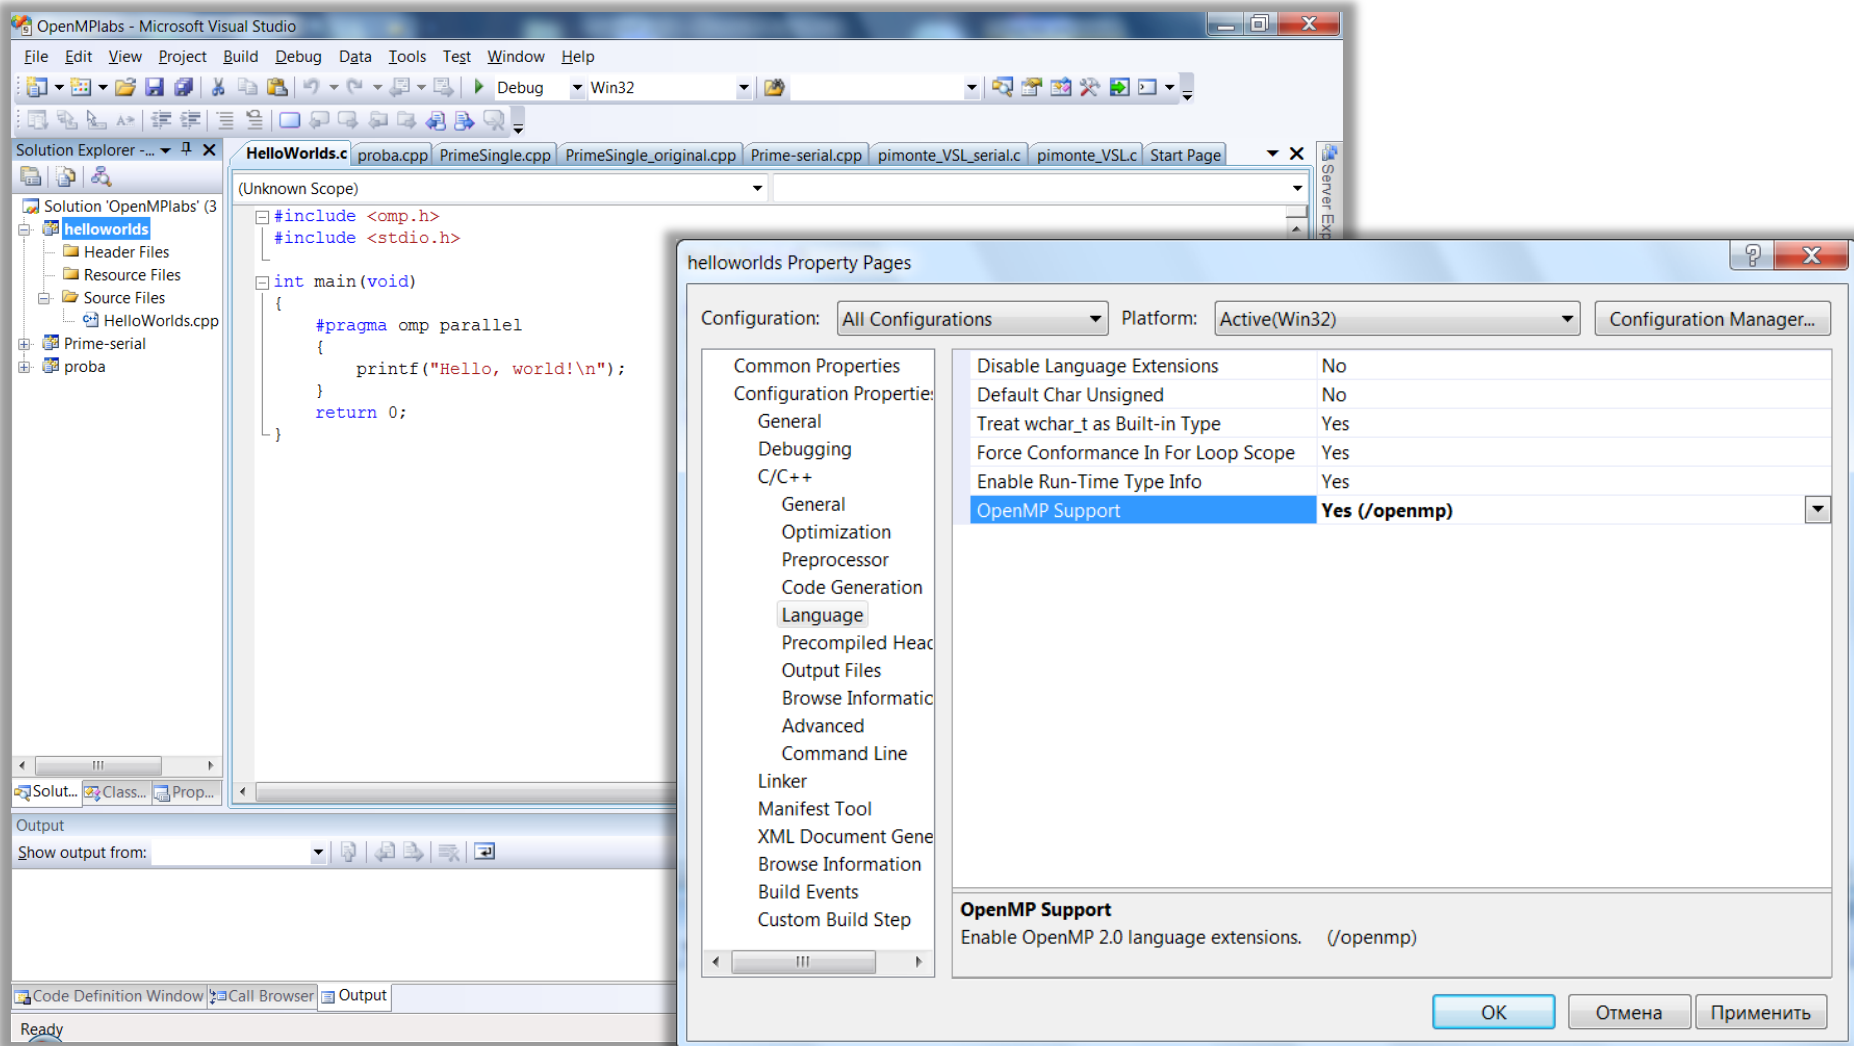 OpenMPlabs - Microsoft Visual Studio
File Edit View Project Build Debug Data Tools Test Window Help
Debug Win32
Solution Explorer -...
HelloWorlds.c proba.cpp PrimeSingle.cpp PrimeSingle_original.cpp Prime-serial.cpp pimonte_VSL_serial.c pimonte_VSL.c Start Page
Server Exp
(Unknown Scope)
Solution 'OpenMPlabs' (3
helloworlds
Header Files
Resource Files
Source Files
HelloWorlds.cpp
Prime-serial
proba
#include <omp.h>
#include <stdio.h>
int main(void)
{
#pragma omp parallel
{
printf("Hello, world!\n");
}
return 0;
}
Solut... Class... Prop...
Output
Show output from:
Code Definition Window Call Browser Output
Ready
helloworlds Property Pages
Configuration: All Configurations Platform: Active(Win32) Configuration Manager...
Common Properties
Configuration Properties
General
Debugging
C/C++
General
Optimization
Preprocessor
Code Generation
Language
Precompiled Head
Output Files
Browse Informatic
Advanced
Command Line
Linker
Manifest Tool
XML Document Gene
Browse Information
Build Events
Custom Build Step
Disable Language Extensions No
Default Char Unsigned No
Treat wchar_t as Built-in Type Yes
Force Conformance In For Loop Scope Yes
Enable Run-Time Type Info Yes
OpenMP Support Yes (/openmp)
OpenMP Support
Enable OpenMP 2.0 language extensions. (/openmp)
OK Отмена Применить